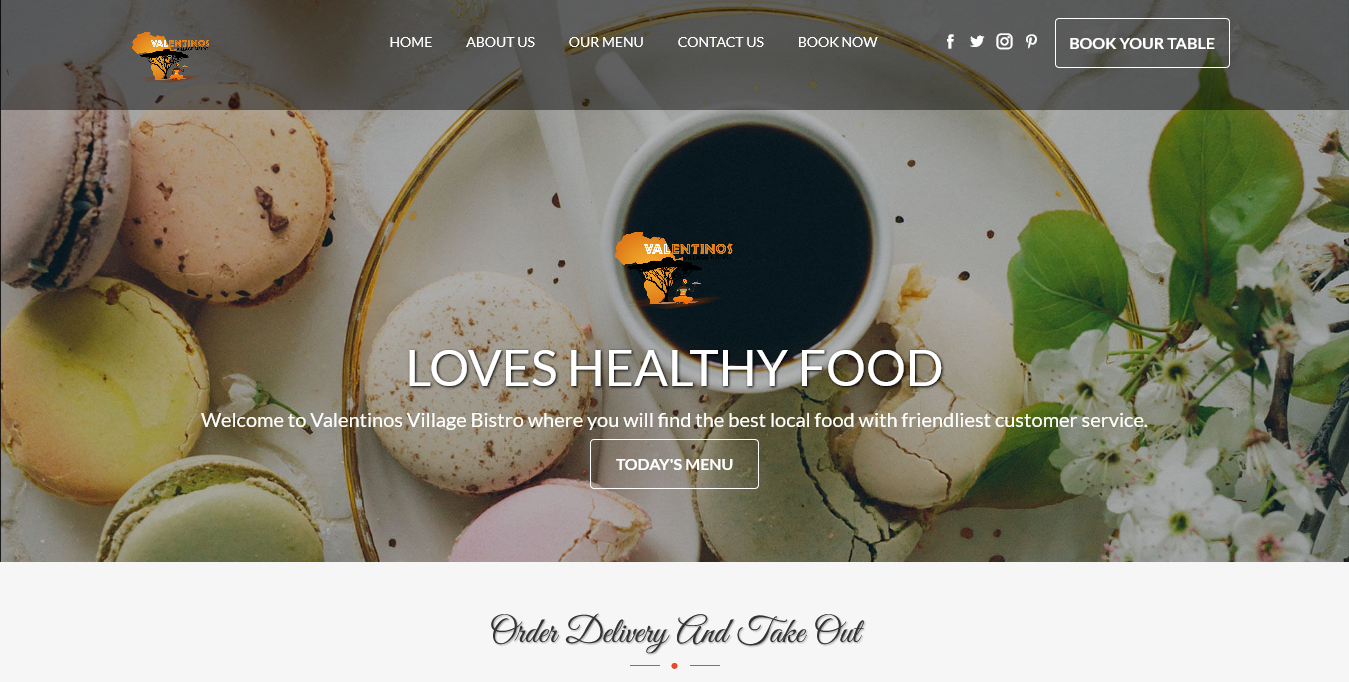 VALENTINOS
HOME ABOUT US OUR MENU CONTACT US BOOK NOW BOOK YOUR TABLE
VALENTINOS
LOVES HEALTHY FOOD
Welcome to Valentinos Village Bistro where you will find the best local food with friendliest customer service.
TODAY'S MENU
Order Delivery And Take Out